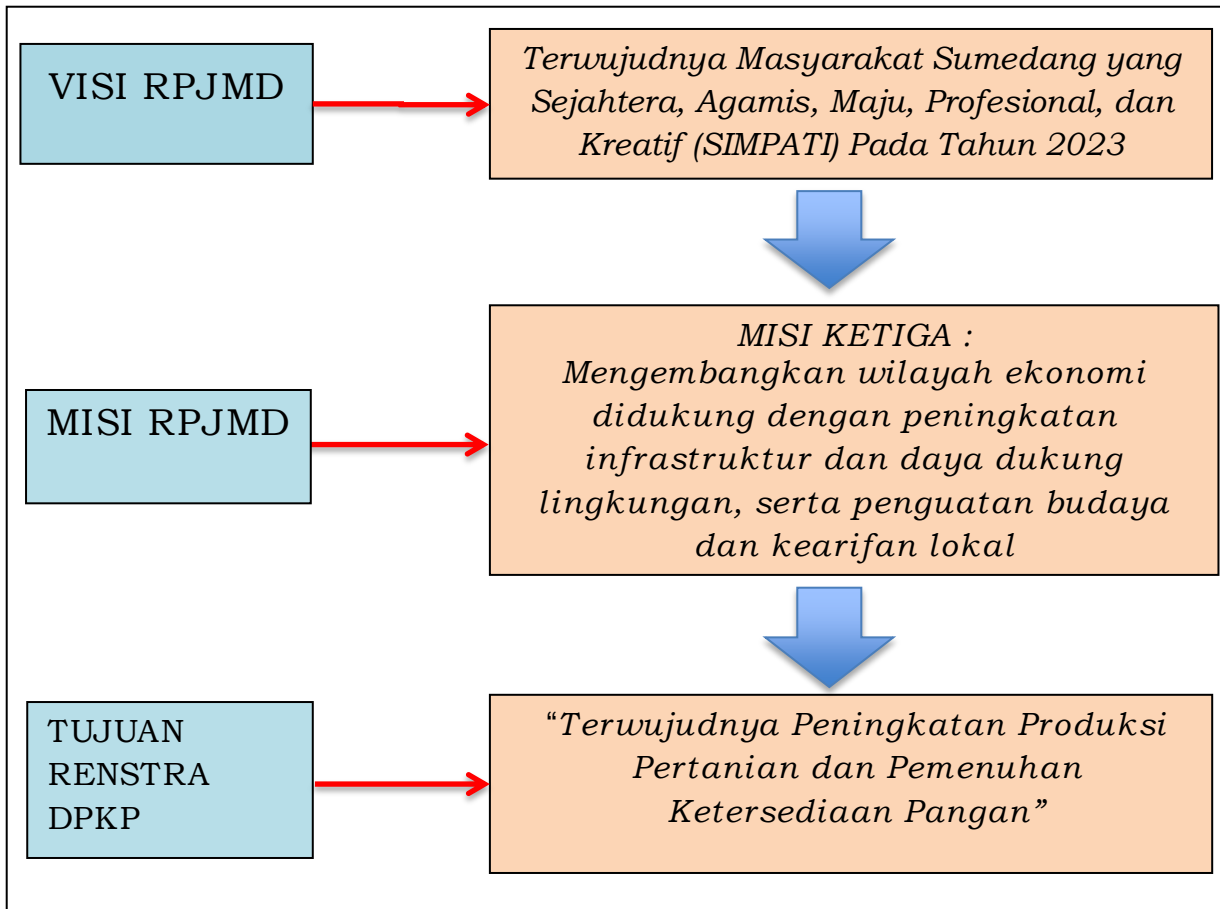 VISI RPJMD
Terwujudnya Masyarakat Sumedang yang
Sejahtera, Agamis, Maju, Profesional, dan
Kreatif (SIMPATI) Pada Tahun 2023
MISI RPJMD
MISI KETIGA :
Mengembangkan wilayah ekonomi
didukung dengan peningkatan
infrastruktur dan daya dukung
lingkungan, serta penguatan budaya
dan kearifan lokal
TUJUAN
RENSTRA
DPKP
“Terwujudnya Peningkatan Produksi
Pertanian dan Pemenuhan
Ketersediaan Pangan”